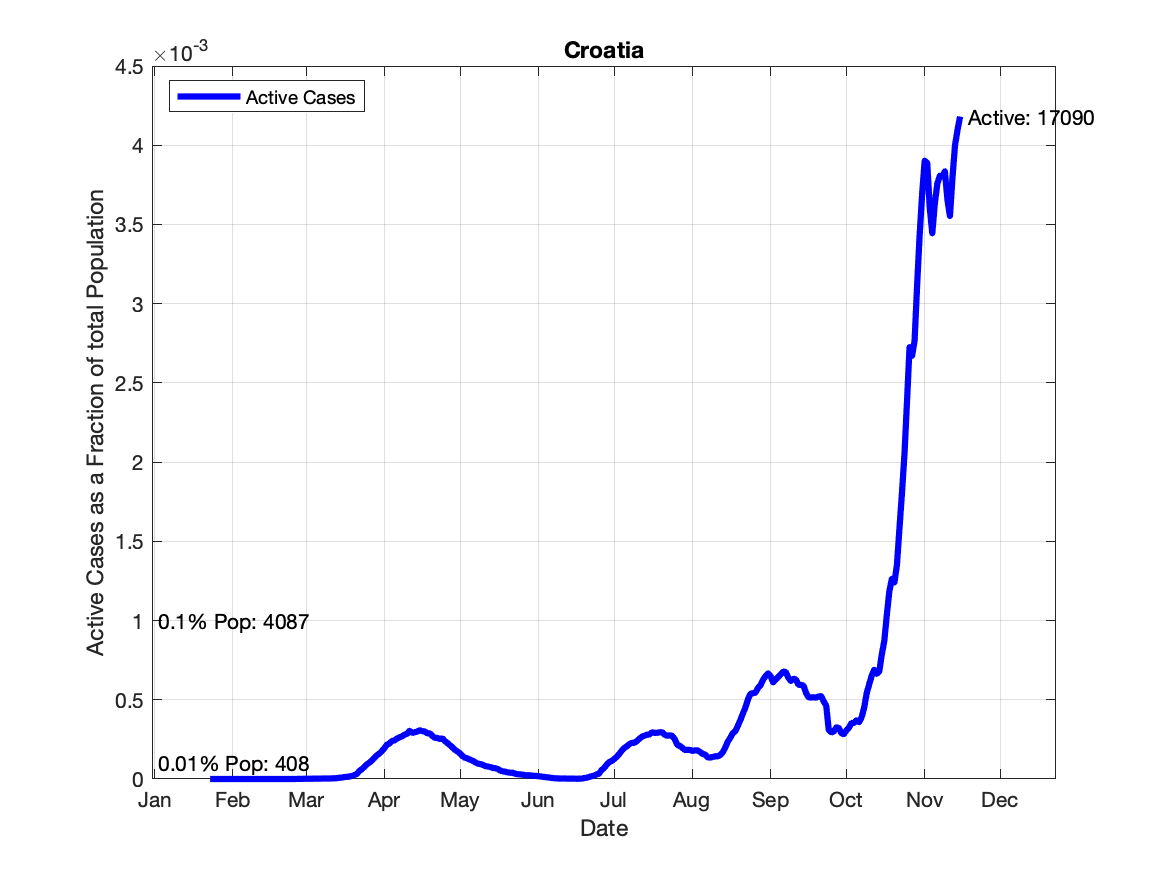 Croatia
×10-3
Active Cases
Active: 17090
4.5
4
3.5
3
2.5
2
1.5
1
0.5
0
Active Cases as a Fraction of total Population
0.1% Pop: 4087
0.01% Pop: 408
Jan Feb Mar Apr May Jun Jul Aug Sep Oct Nov Dec
Date